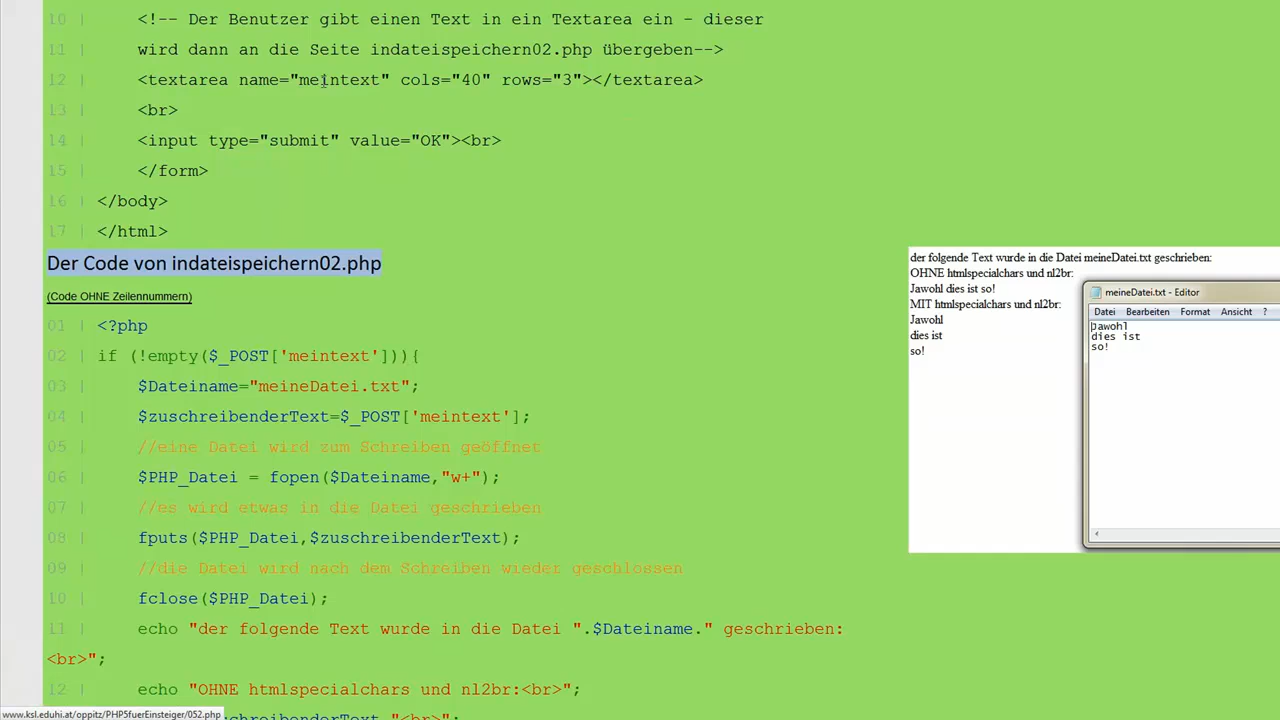 10 | <!-- Der Benutzer gibt einen Text in ein Textarea ein - dieser
11 | wird dann an die Seite indateispeichern02.php übergeben-->
12 | <textarea name="meintext" cols="40" rows="3"></textarea>
13 | <br>
14 | <input type="submit" value="OK"><br>
15 | </form>
16 | </body>
17 | </html>
Der Code von indateispeichern02.php
(Code OHNE Zeilennummern)
01 | <?php
02 | if (!empty($_POST['meintext'])){
03 | $Dateiname="meineDatei.txt";
04 | $zuschreibenderText=$_POST['meintext'];
05 | //eine Datei wird zum Schreiben geöffnet
06 | $PHP_Datei = fopen($Dateiname,"w+");
07 | //es wird etwas in die Datei geschrieben
08 | fputs($PHP_Datei,$zuschreibenderText);
09 | //die Datei wird nach dem Schreiben wieder geschlossen
10 | fclose($PHP_Datei);
11 | echo "der folgende Text wurde in die Datei ".$Dateiname." geschrieben:
<br>";
12 | echo "OHNE htmlspecialchars und nl2br:<br>";
www.ksl.eduhi.at/oppitz/PHP5fuerEinsteiger/052.php
der folgende Text wurde in die Datei meineDatei.txt geschrieben:
OHNE htmlspecialchars und nl2br:
Jawohl dies ist so!
MIT htmlspecialchars und nl2br:
Jawohl
dies ist
so!
meineDatei.txt - Editor
Datei Bearbeiten Format Ansicht ?
Jawohl
dies ist
so!